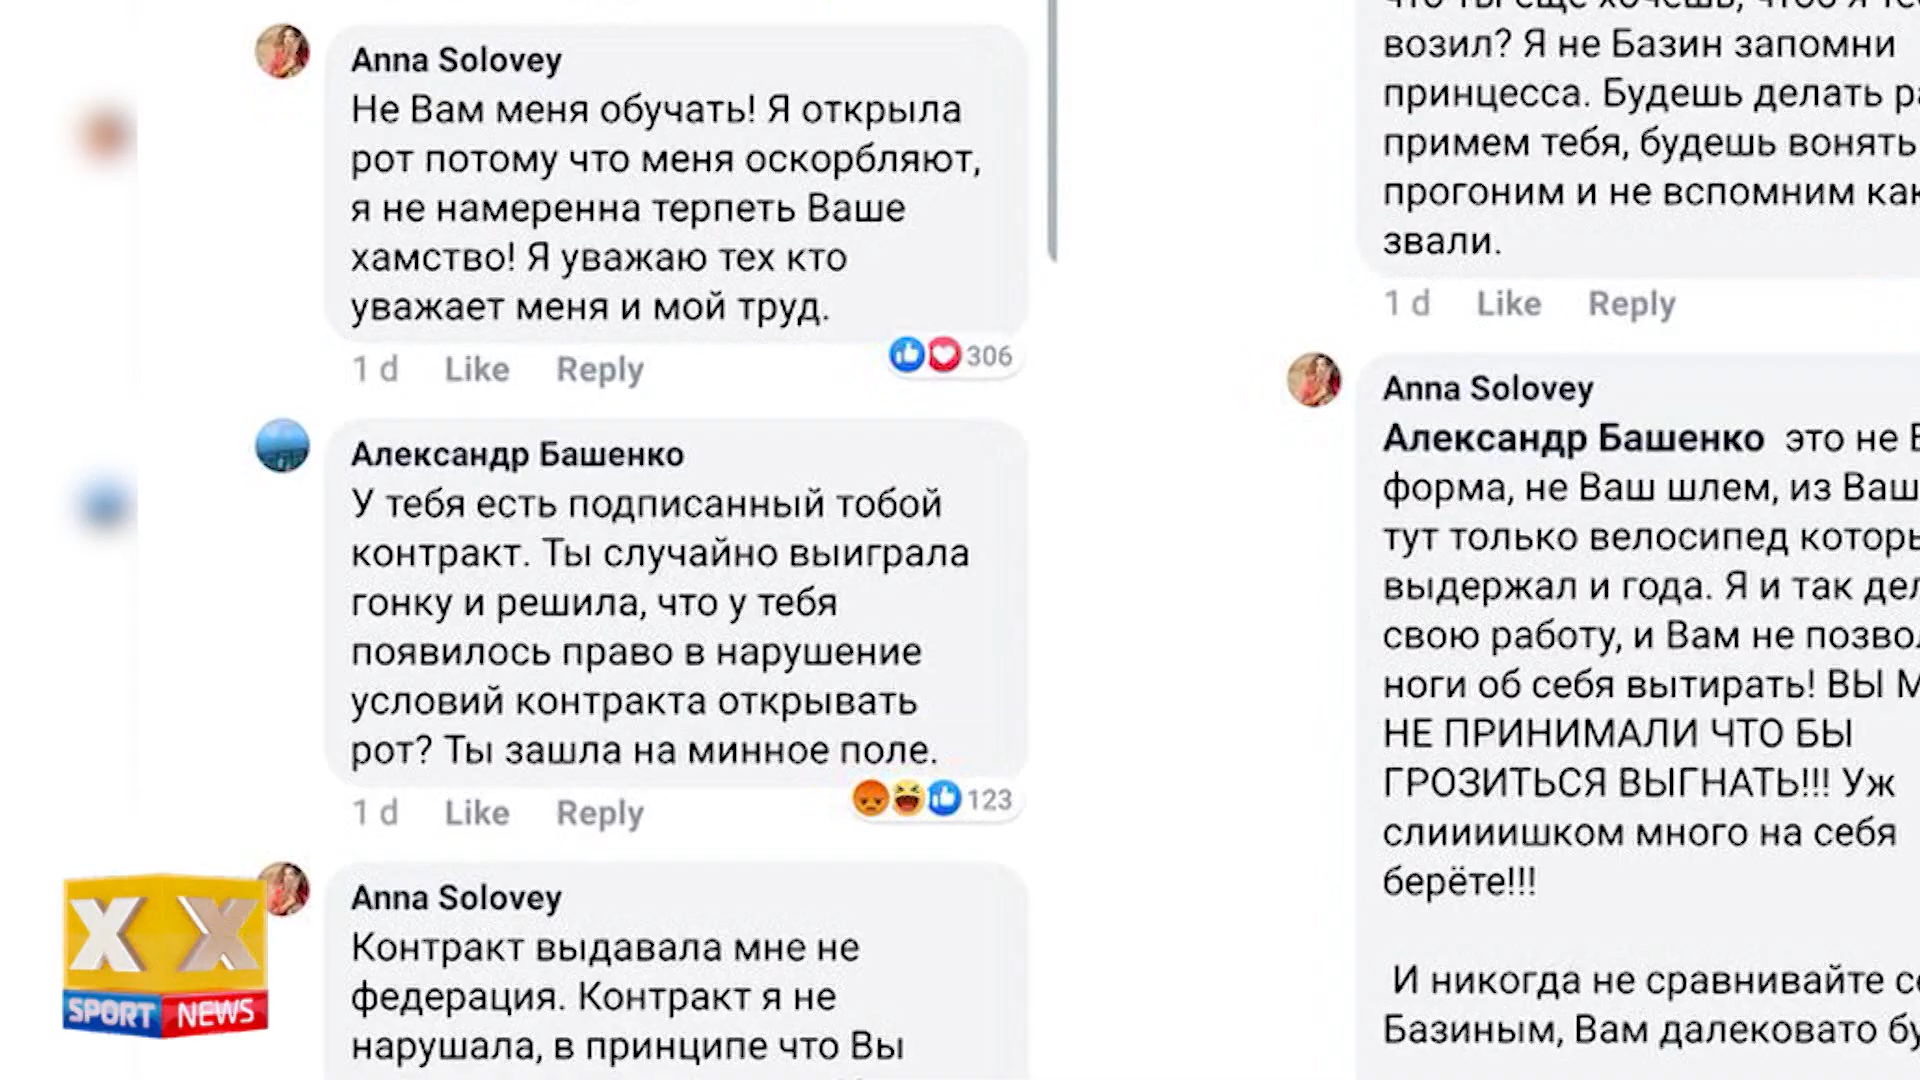 Anna Solovey
Не Вам меня обучать! Я открыла
рот потому что меня оскорбляют,
я не намеренна терпеть Ваше
хамство! Я уважаю тех кто
уважает меня и мой труд.
306
1 d Like Reply
Александр Башенко
У тебя есть подписанный тобой
контракт. Ты случайно выиграла
гонку и решила, что у тебя
появилось право в нарушение
условий контракта открывать
рот? Ты зашла на минное поле.
123
1 d Like Reply
Anna Solovey
Контракт выдавала мне не
федерация. Контракт я не
нарушала, в принципе что Вы
что ты еще хочешь, чтоб я
возил? Я не Базин запомни
принцесса. Будешь делать
примем тебя, будешь вонять
прогоним и не вспомним
звали.
1 d Like Reply
Anna Solovey
Александр Башенко это не
форма, не Ваш шлем, из
тут только велосипед
выдержал и года. Я и так
свою работу, и Вам не
ноги об себя вытирать! ВЫ
НЕ ПРИНИМАЛИ ЧТО БЫ
ГРОЗИТЬСЯ ВЫГНАТЬ!!! Уж
слиииишком много на себя
берёте!!!
И никогда не сравнивайте
Базиным, Вам далековато
X X
SPORT NEWS